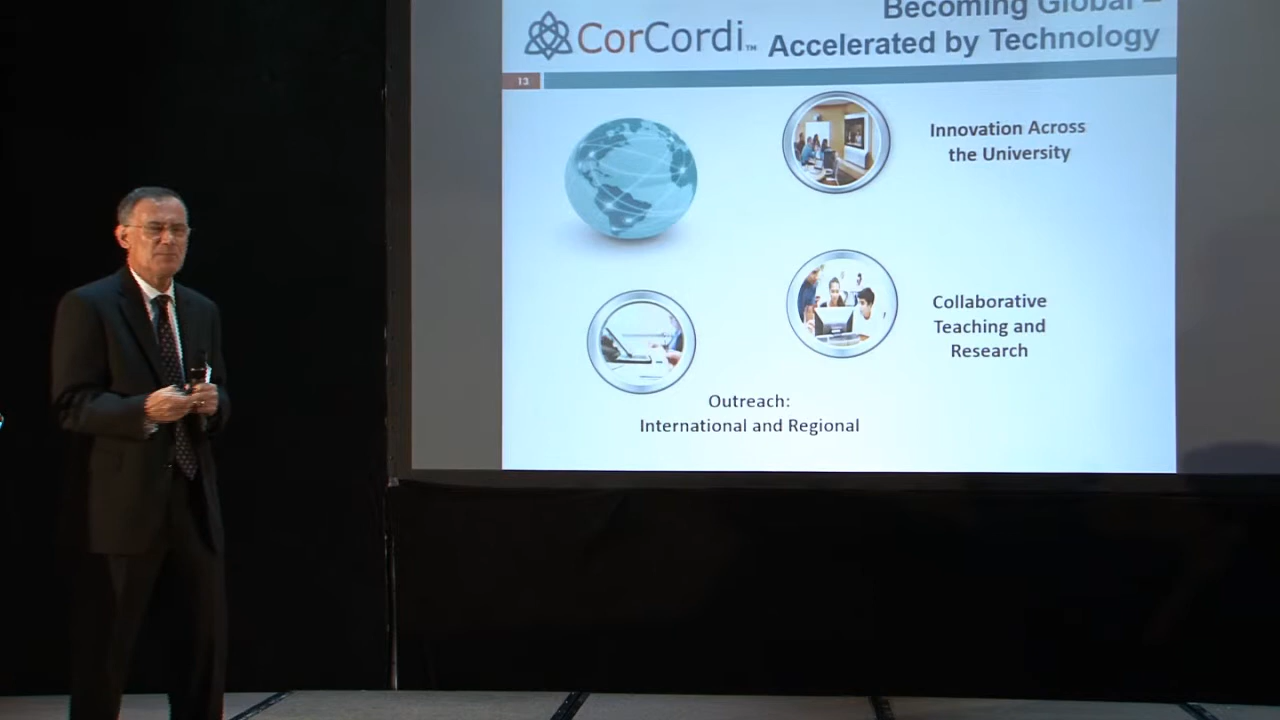 Becoming Global –
CorCordi™ Accelerated by Technology
13
Innovation Across
the University
Collaborative
Teaching and
Research
Outreach:
International and Regional